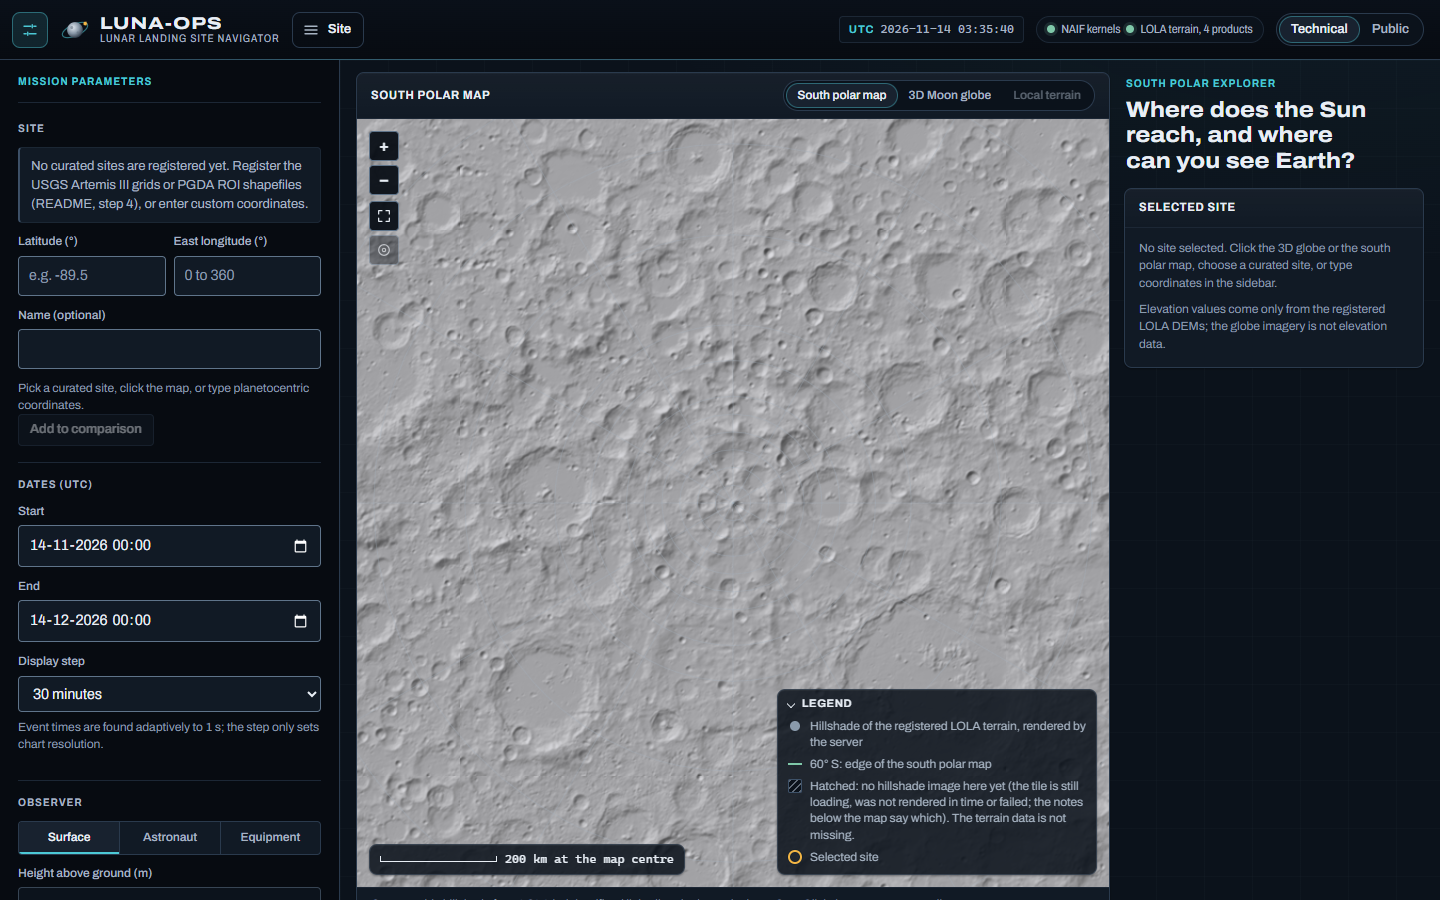 LUNA-OPS
LUNAR LANDING SITE NAVIGATOR
Site
UTC 2026-11-14 03:35:40
NAIF kernels
LOLA terrain, 4 products
Technical
Public
MISSION PARAMETERS
SITE
No curated sites are registered yet. Register the
USGS Artemis III grids or PGDA ROI shapefiles
(README, step 4), or enter custom coordinates.
Latitude (°)
East longitude (°)
e.g. -89.5
0 to 360
Name (optional)
Pick a curated site, click the map, or type planetocentric
coordinates.
Add to comparison
DATES (UTC)
Start
14-11-2026 00:00
End
14-12-2026 00:00
Display step
30 minutes
Event times are found adaptively to 1 s; the step only sets
chart resolution.
OBSERVER
Surface
Astronaut
Equipment
Height above ground (m)
SOUTH POLAR MAP
South polar map
3D Moon globe
Local terrain
+
−
LEGEND
Hillshade of the registered LOLA terrain, rendered by
the server
60° S: edge of the south polar map
Hatched: no hillshade image here yet (the tile is still
loading, was not rendered in time or failed; the notes
below the map say which). The terrain data is not
missing.
Selected site
200 km at the map centre
SOUTH POLAR EXPLORER
Where does the Sun
reach, and where
can you see Earth?
SELECTED SITE
No site selected. Click the 3D globe or the south
polar map, choose a curated site, or type
coordinates in the sidebar.
Elevation values come only from the registered
LOLA DEMs; the globe imagery is not elevation
data.